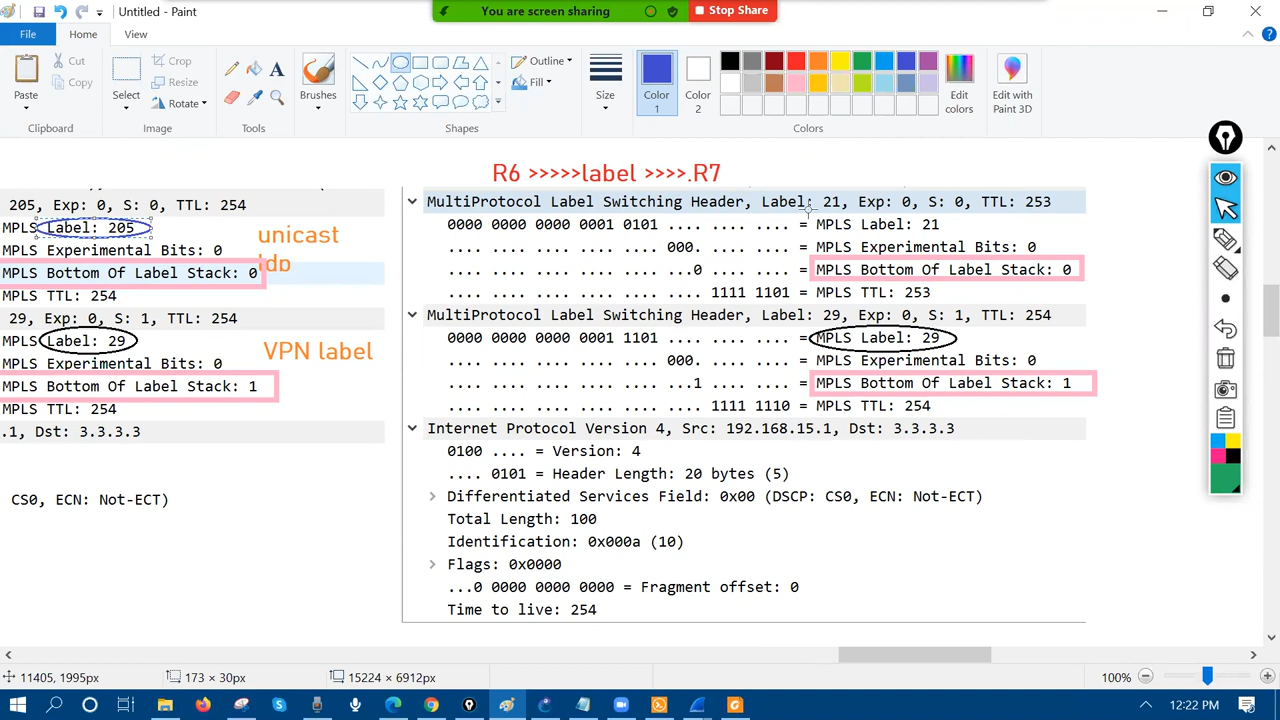 Untitled - Paint
You are screen sharing
Stop Share
File
Home
View
Paste
Cut
Copy
Clipboard
Select
Crop
Resize
Rotate
Image
Tools
Brushes
Shapes
Outline
Fill
Size
Color 1
Color 2
Edit colors
Edit with Paint 3D
Colors
R6 >>>>>label >>>>.R7
205, Exp: 0, S: 0, TTL: 254
MPLS Label: 205
MPLS Experimental Bits: 0
MPLS Bottom Of Label Stack: 0
MPLS TTL: 254
29, Exp: 0, S: 1, TTL: 254
MPLS Label: 29
MPLS Experimental Bits: 0
MPLS Bottom Of Label Stack: 1
MPLS TTL: 254
.1, Dst: 3.3.3.3
CS0, ECN: Not-ECT)
unicast
ldp
VPN label
MultiProtocol Label Switching Header, Label: 21, Exp: 0, S: 0, TTL: 253
0000 0000 0000 0001 0101 .... .... .... = MPLS Label: 21
.... .... .... .... .... 000. .... .... = MPLS Experimental Bits: 0
.... .... .... .... .... ...0 .... .... = MPLS Bottom Of Label Stack: 0
.... .... .... .... .... .... 1111 1101 = MPLS TTL: 253
MultiProtocol Label Switching Header, Label: 29, Exp: 0, S: 1, TTL: 254
0000 0000 0000 0001 1101 .... .... .... = MPLS Label: 29
.... .... .... .... .... 000. .... .... = MPLS Experimental Bits: 0
.... .... .... .... .... ...1 .... .... = MPLS Bottom Of Label Stack: 1
.... .... .... .... .... .... 1111 1110 = MPLS TTL: 254
Internet Protocol Version 4, Src: 192.168.15.1, Dst: 3.3.3.3
0100 .... = Version: 4
.... 0101 = Header Length: 20 bytes (5)
Differentiated Services Field: 0x00 (DSCP: CS0, ECN: Not-ECT)
Total Length: 100
Identification: 0x000a (10)
Flags: 0x0000
...0 0000 0000 0000 = Fragment offset: 0
Time to live: 254
11405, 1995px
173 × 30px
15224 × 6912px
100%
12:22 PM